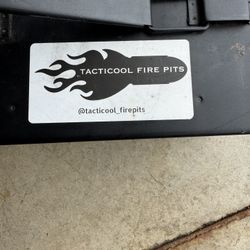 TACTICOOL FIRE PITS
@tacticool_firepits